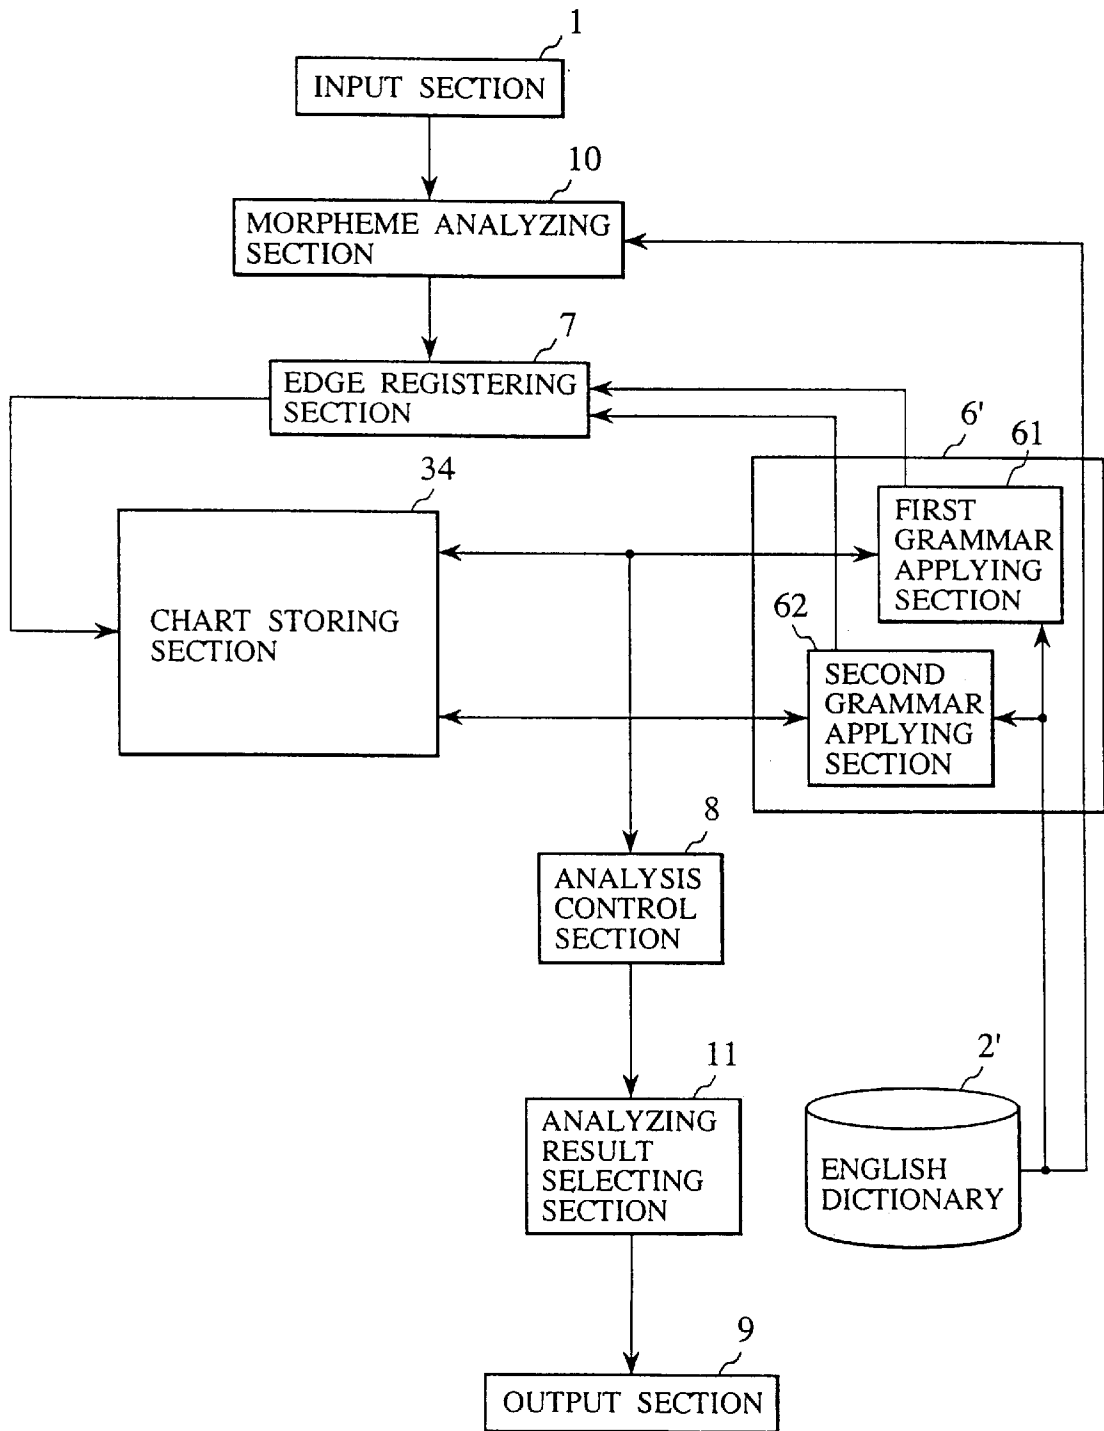 1
INPUT SECTION
10
MORPHEME ANALYZING
SECTION
7
EDGE REGISTERING
SECTION
6'
61
FIRST
GRAMMAR
APPLYING
SECTION
34
CHART STORING
SECTION
62
SECOND
GRAMMAR
APPLYING
SECTION
8
ANALYSIS
CONTROL
SECTION
11
ANALYZING
RESULT
SELECTING
SECTION
2'
ENGLISH
DICTIONARY
9
OUTPUT SECTION